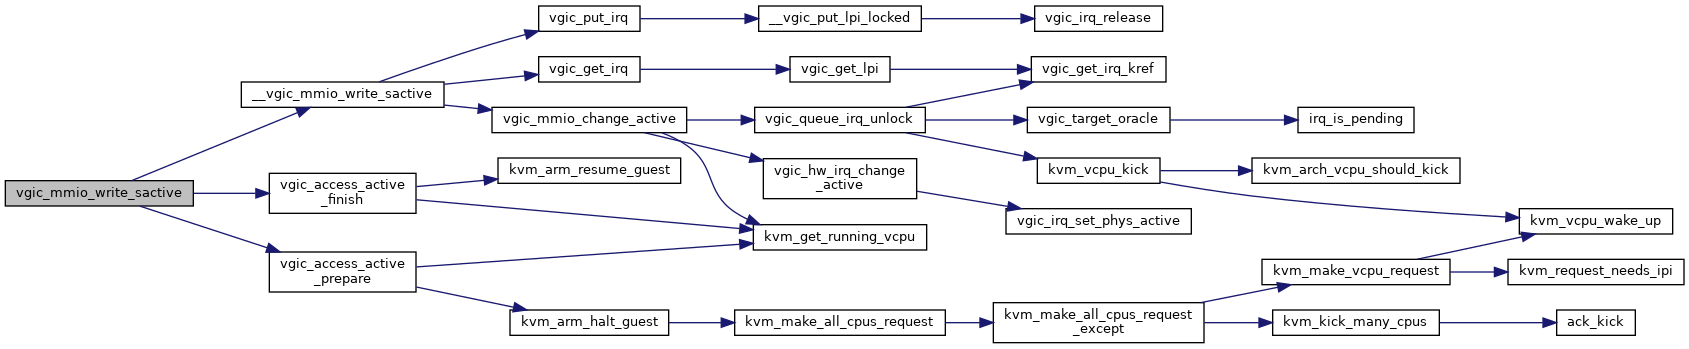 vgic_put_irq
__vgic_put_lpi_locked
vgic_irq_release
vgic_get_irq
vgic_get_lpi
vgic_get_irq_kref
__vgic_mmio_write_sactive
vgic_mmio_change_active
vgic_queue_irq_unlock
vgic_target_oracle
irq_is_pending
kvm_arm_resume_guest
vgic_hw_irq_change
_active
kvm_vcpu_kick
kvm_arch_vcpu_should_kick
vgic_mmio_write_sactive
vgic_access_active
_finish
vgic_irq_set_phys_active
kvm_vcpu_wake_up
kvm_get_running_vcpu
vgic_access_active
_prepare
kvm_make_vcpu_request
kvm_request_needs_ipi
kvm_arm_halt_guest
kvm_make_all_cpus_request
kvm_make_all_cpus_request
_except
kvm_kick_many_cpus
ack_kick